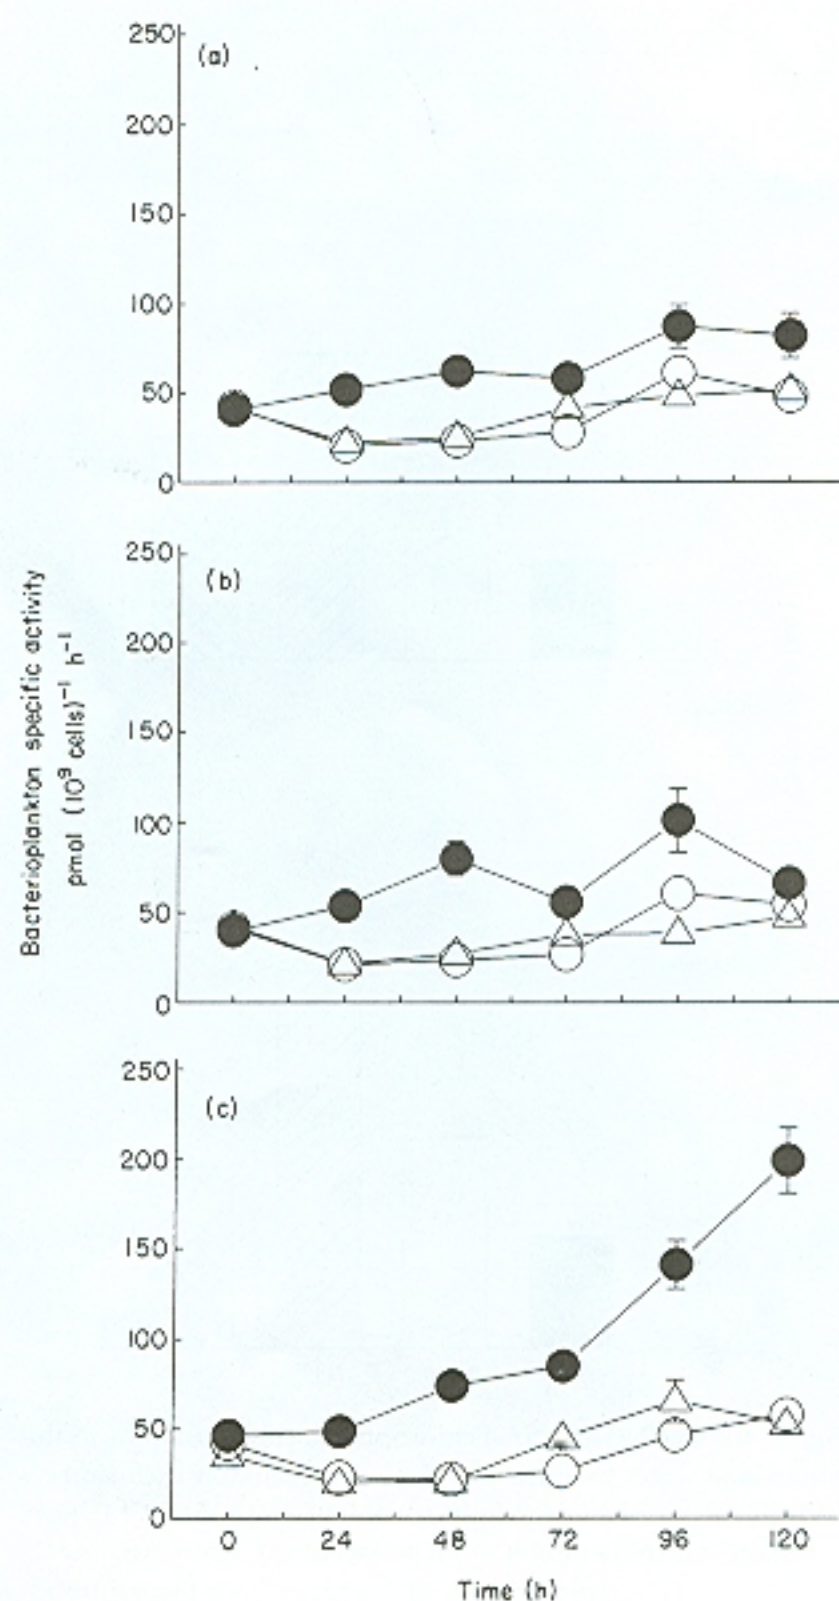 250
(a)
200
150
100
50
0
250
(b)
200
150
100
50
0
Bacterioplankton specific activity
pmol (10⁹ cells)⁻¹ h⁻¹
250
(c)
200
150
100
50
0
0 24 48 72 96 120
Time (h)